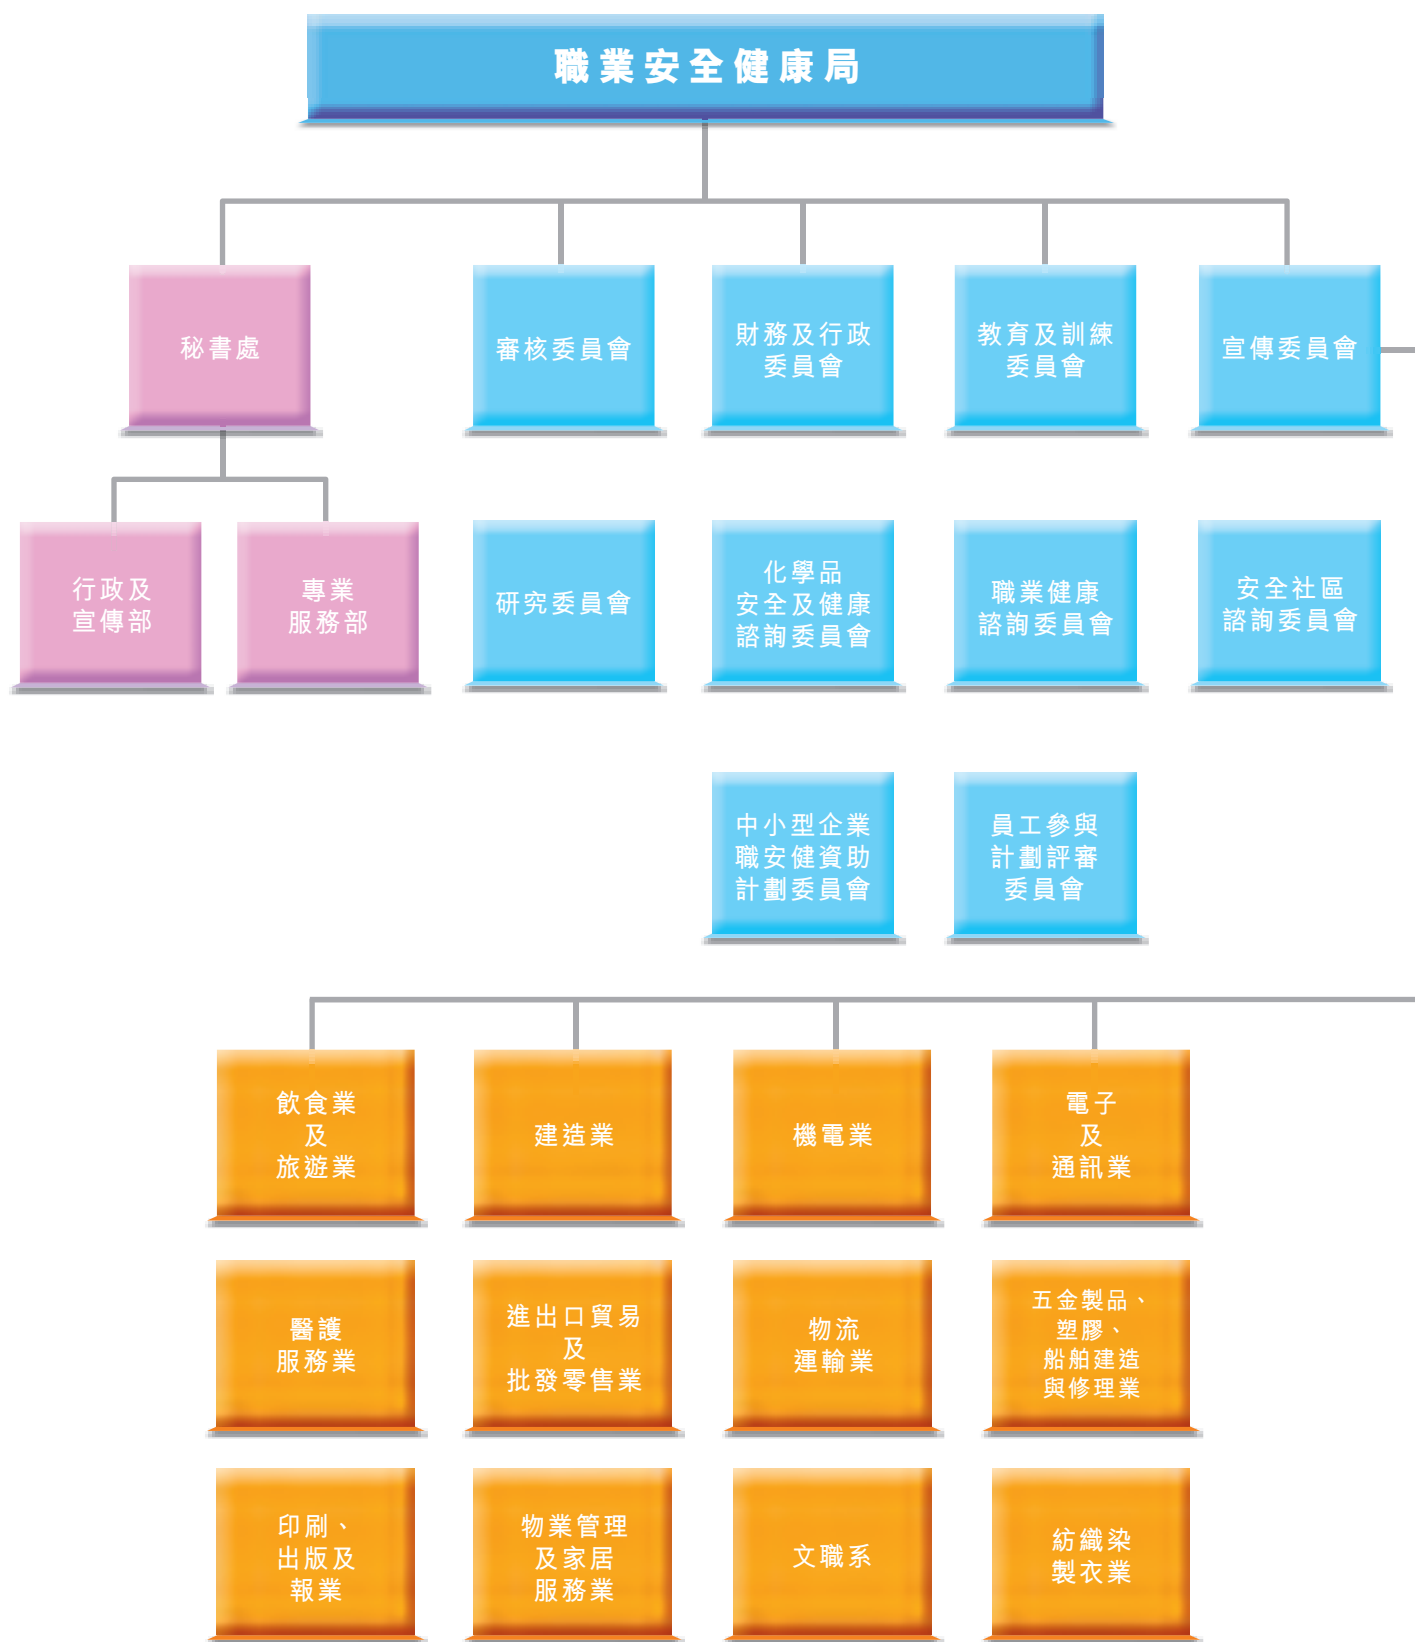 職業安全健康局
秘書處
審核委員會
財務及行政
委員會
教育及訓練
委員會
宣傳委員會
行政及
宣傳部
專業
服務部
研究委員會
化學品
安全及健康
諮詢委員會
職業健康
諮詢委員會
安全社區
諮詢委員會
中小型企業
職安健資助
計劃委員會
員工參與
計劃評審
委員會
飲食業
及
旅遊業
建造業
機電業
電子
及
通訊業
醫護
服務業
進出口貿易
及
批發零售業
物流
運輸業
五金製品、
塑膠、
船舶建造
與修理業
印刷、
出版及
報業
物業管理
及家居
服務業
文職系
紡織染
製衣業